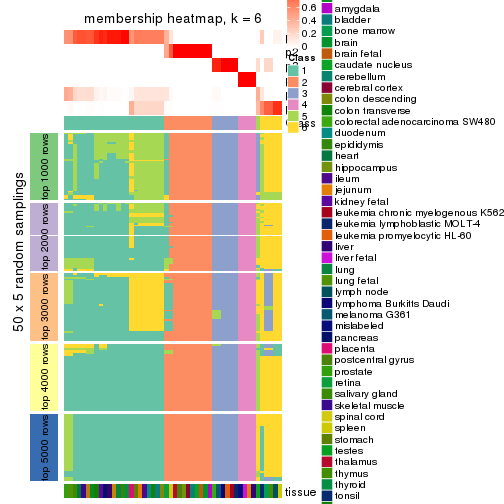 membership heatmap, k = 6
50 x 5 random samplings
top 1000 rows
top 2000 rows
top 3000 rows
top 4000 rows
top 5000 rows
0.6
0.4
0.2
0
Class
1
2
3
4
5
6
tissue
amygdala
bladder
bone marrow
brain
brain fetal
caudate nucleus
cerebellum
cerebral cortex
colon descending
colon transverse
colorectal adenocarcinoma SW480
duodenum
epididymis
heart
hippocampus
ileum
jejunum
kidney fetal
leukemia chronic myelogenous K562
leukemia lymphoblastic MOLT-4
leukemia promyelocytic HL-60
liver
liver fetal
lung
lung fetal
lymph node
lymphoma Burkitts Daudi
melanoma G361
mislabeled
pancreas
placenta
postcentral gyrus
prostate
retina
salivary gland
skeletal muscle
spinal cord
spleen
stomach
testes
thalamus
thymus
thyroid
tonsil